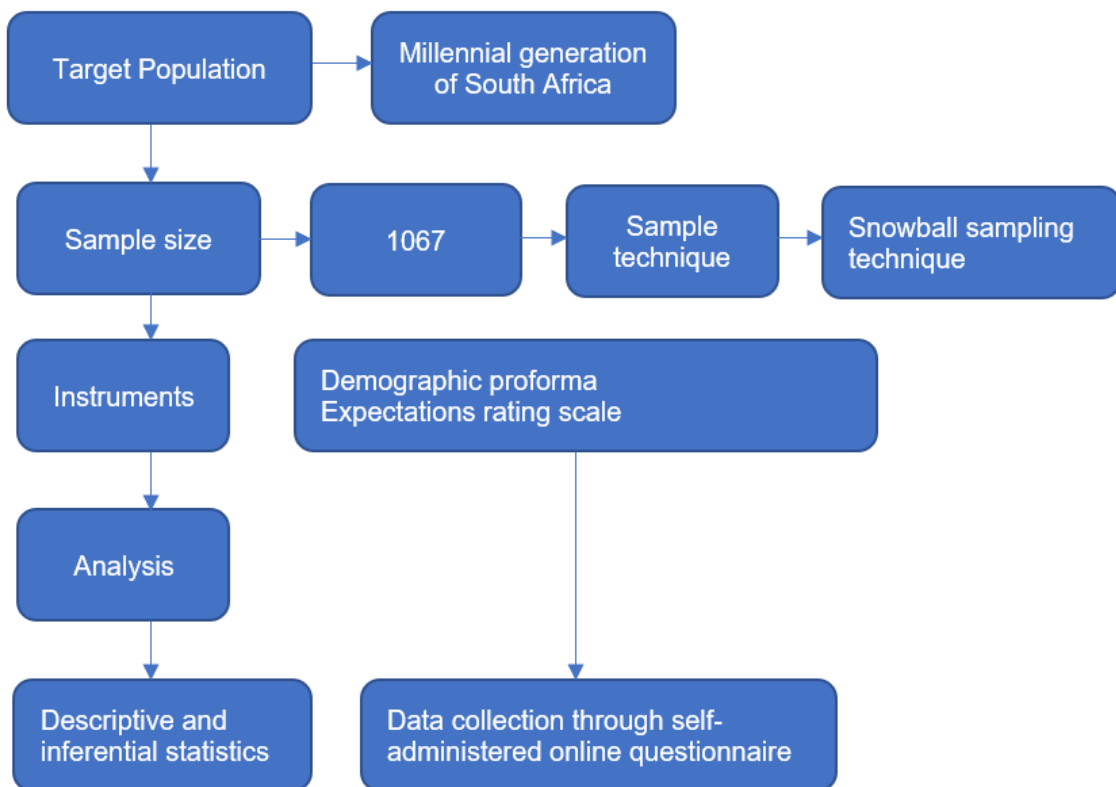 Target Population
Millennial generation
of South Africa
Sample size
1067
Sample
technique
Snowball sampling
technique
Instruments
Demographic proforma
Expectations rating scale
Analysis
Descriptive and
inferential statistics
Data collection through self-
administered online questionnaire